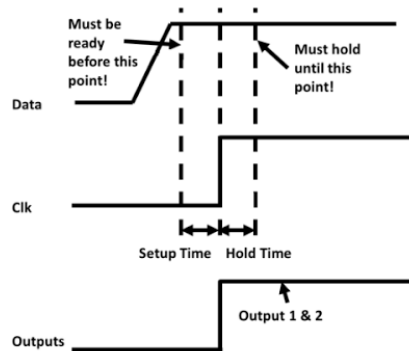 Must be
ready
before this
point!
Must hold
until this
point!
Data
Clk
Setup Time
Hold Time
Output 1 & 2
Outputs